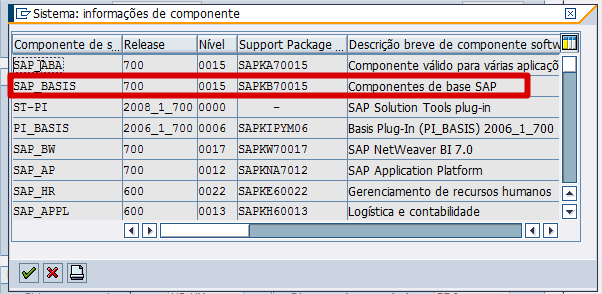 Sistema: informações de componente
Componente de s... Release Nível Support Package ... Descrição breve de componente softw
SAP_ABA 700 0015 SAPKA70015 Componente válido para várias aplicaçõ
SAP_BASIS 700 0015 SAPKB70015 Componentes de base SAP
ST-PI 2008_1_700 0000 - SAP Solution Tools plug-in
PI_BASIS 2006_1_700 0006 SAPKIPYM06 Basis Plug-In (PI_BASIS) 2006_1_700
SAP_BW 700 0017 SAPKW70017 SAP NetWeaver BI 7.0
SAP_AP 700 0012 SAPKNA7012 SAP Application Platform
SAP_HR 600 0022 SAPKE60022 Gerenciamento de recursos humanos
SAP_APPL 600 0013 SAPKH60013 Logística e contabilidade